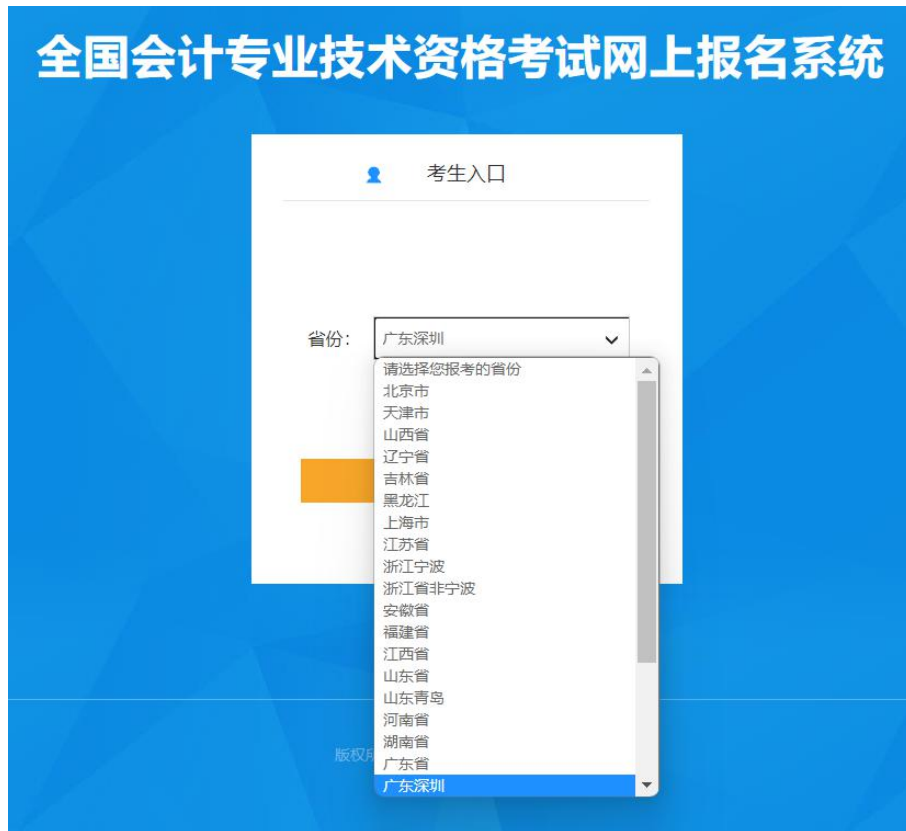 全国会计专业技术资格考试网上报名系统
考生入口
省份： 广东深圳
请选择您报考的省份
北京市
天津市
山西省
辽宁省
吉林省
黑龙江
上海市
江苏省
浙江宁波
浙江省非宁波
安徽省
福建省
江西省
山东省
山东青岛
河南省
湖南省
广东省
版权
广东深圳